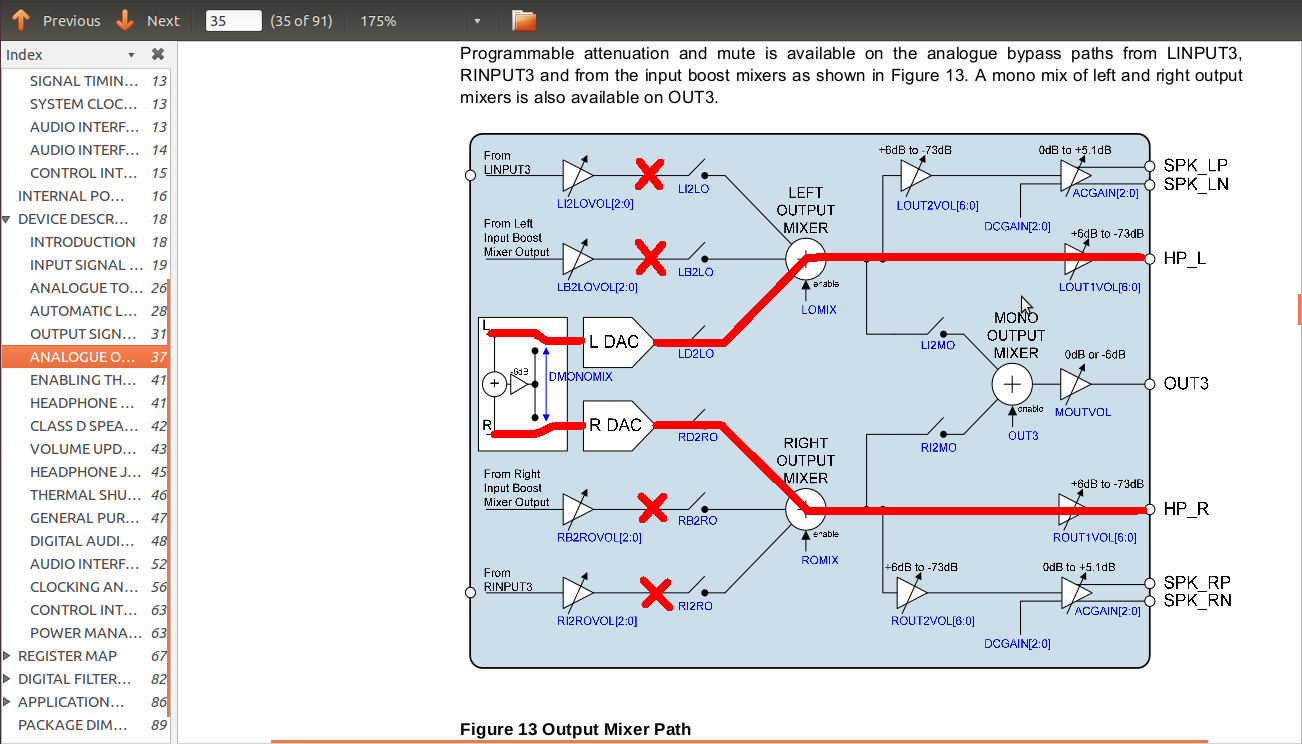 Previous Next 35 (35 of 91) 175%
Index
SIGNAL TIMIN... 13
SYSTEM CLOC... 13
AUDIO INTERF... 13
AUDIO INTERF... 14
CONTROL INT... 15
INTERNAL PO... 16
DEVICE DESCR... 18
INTRODUCTION 18
INPUT SIGNAL ... 19
ANALOGUE TO... 26
AUTOMATIC L... 28
OUTPUT SIGN... 31
ANALOGUE O... 37
ENABLING TH... 41
HEADPHONE ... 41
CLASS D SPEA... 42
VOLUME UPD... 43
HEADPHONE J... 45
THERMAL SHU... 46
GENERAL PUR... 47
DIGITAL AUDI... 48
AUDIO INTERF... 52
CLOCKING AN... 56
CONTROL INT... 63
POWER MANA... 63
REGISTER MAP 67
DIGITAL FILTER... 82
APPLICATION... 86
PACKAGE DIM... 89
Programmable attenuation and mute is available on the analogue bypass paths from LINPUT3,
RINPUT3 and from the input boost mixers as shown in Figure 13. A mono mix of left and right output
mixers is also available on OUT3.
From
LINPUT3
LI2LOVOL[2:0]
LI2LO
LEFT
OUTPUT
MIXER
+6dB to -73dB
LOUT2VOL[6:0]
0dB to +5.1dB
ACGAIN[2:0]
DCGAIN[2:0]
SPK_LP
SPK_LN
From Left
Input Boost
Mixer Output
LB2LOVOL[2:0]
LB2LO
enable
LOMIX
+6dB to -73dB
LOUT1VOL[6:0]
HP_L
L
R
-6dB
DMONOMIX
L DAC
LD2LO
R DAC
RD2RO
LI2MO
MONO
OUTPUT
MIXER
enable
OUT3
0dB or -6dB
MOUTVOL
OUT3
RI2MO
RIGHT
OUTPUT
MIXER
From Right
Input Boost
Mixer Output
RB2ROVOL[2:0]
RB2RO
enable
ROMIX
+6dB to -73dB
ROUT1VOL[6:0]
HP_R
From
RINPUT3
RI2ROVOL[2:0]
RI2RO
+6dB to -73dB
ROUT2VOL[6:0]
0dB to +5.1dB
ACGAIN[2:0]
DCGAIN[2:0]
SPK_RP
SPK_RN
Figure 13 Output Mixer Path